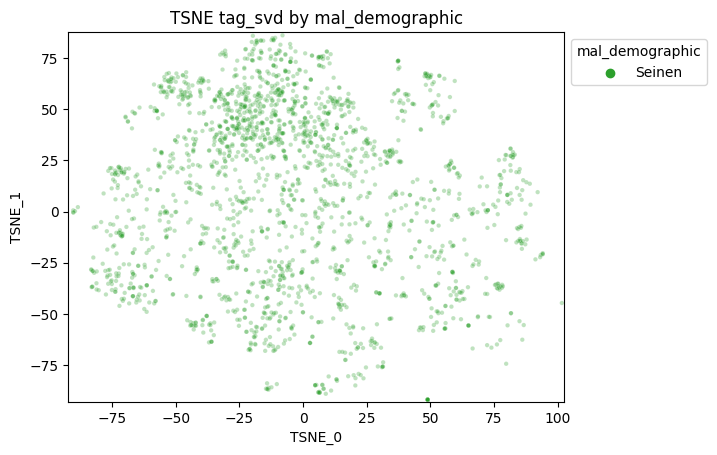 TSNE tag_svd by mal_demographic
mal_demographic
Seinen
TSNE_1
75
50
25
0
−25
−50
−75
−75 −50 −25 0 25 50 75 100
TSNE_0